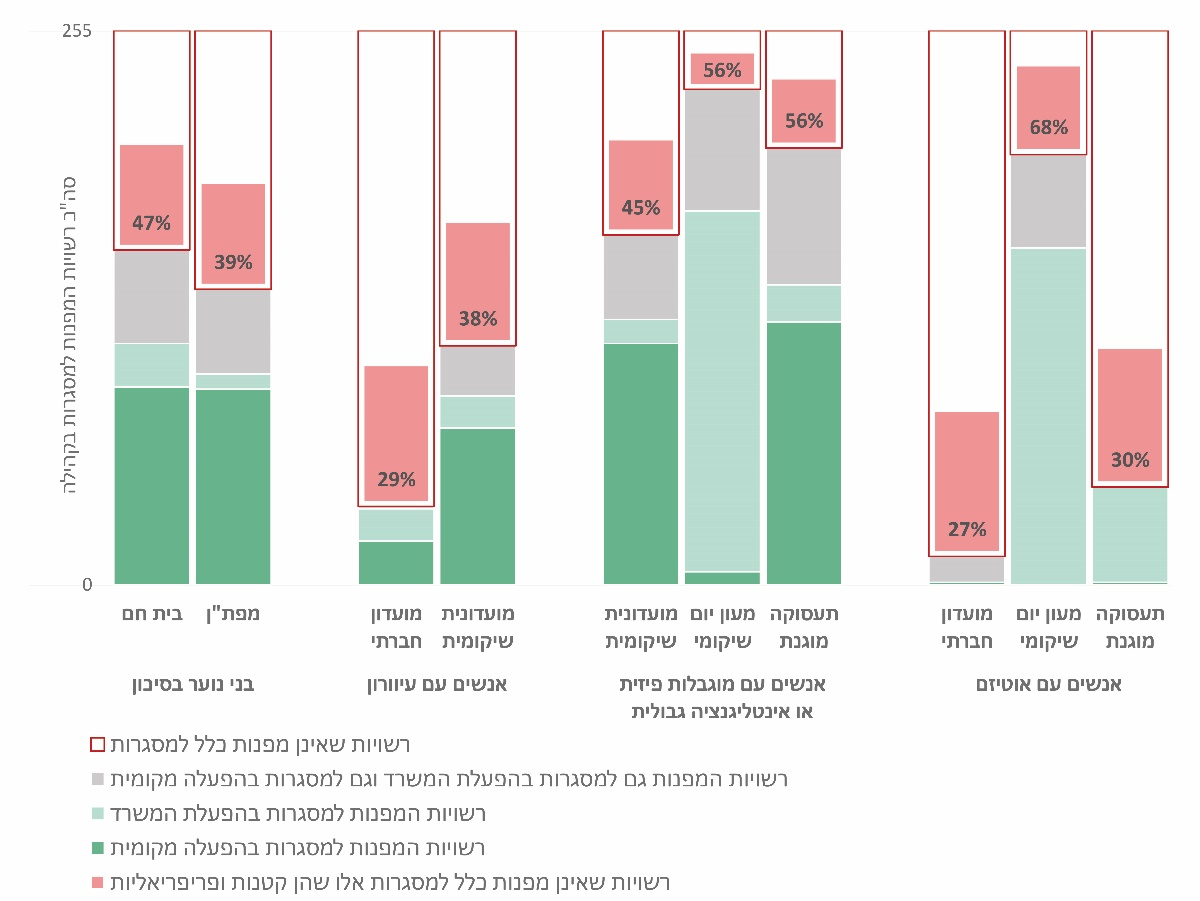 255
סה"כ רשויות המפנות למסגרות בקהילה
0
47%
39%
29%
38%
45%
56%
56%
27%
68%
30%
בית חם
מפת"ן
מועדון
חברתי
מועדונית
שיקומית
מועדונית
שיקומית
מעון יום
שיקומי
תעסוקה
מוגנת
מועדון
חברתי
מעון יום
שיקומי
תעסוקה
מוגנת
בני נוער בסיכון
אנשים עם עיוורון
אנשים עם מוגבלות פיזית
או אינטליגנציה גבולית
אנשים עם אוטיזם
רשויות שאינן מפנות כלל למסגרות
רשויות המפנות גם למסגרות בהפעלת המשרד וגם למסגרות בהפעלה מקומית
רשויות המפנות למסגרות בהפעלת המשרד
רשויות המפנות למסגרות בהפעלה מקומית
רשויות שאינן מפנות כלל למסגרות אלו שהן קטנות ופריפריאליות